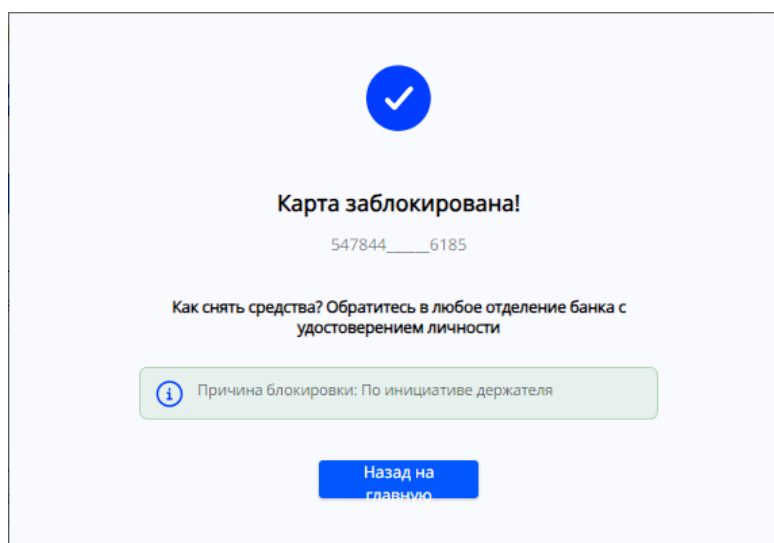 Карта заблокирована!
547844______6185
Как снять средства? Обратитесь в любое отделение банка с
удостоверением личности
Причина блокировки: По инициативе держателя
Назад на
главную